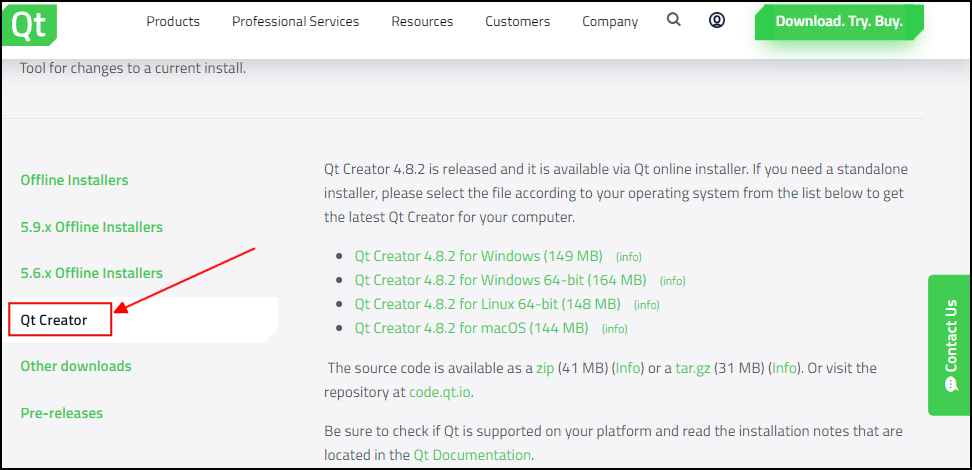 Qt
Products
Professional Services
Resources
Customers
Company
Download. Try. Buy.
Tool for changes to a current install.
Offline Installers
5.9.x Offline Installers
5.6.x Offline Installers
Qt Creator
Other downloads
Pre-releases
Qt Creator 4.8.2 is released and it is available via Qt online installer. If you need a standalone
installer, please select the file according to your operating system from the list below to get
the latest Qt Creator for your computer.
Qt Creator 4.8.2 for Windows (149 MB) (info)
Qt Creator 4.8.2 for Windows 64-bit (164 MB) (info)
Qt Creator 4.8.2 for Linux 64-bit (148 MB) (info)
Qt Creator 4.8.2 for macOS (144 MB) (info)
The source code is available as a zip (41 MB) (Info) or a tar.gz (31 MB) (Info). Or visit the
repository at code.qt.io.
Be sure to check if Qt is supported on your platform and read the installation notes that are
located in the Qt Documentation.
Contact Us